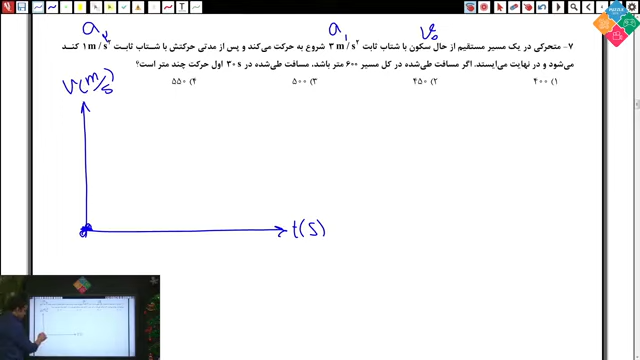 a₂ a₁ v₀
۷- متحرکی در یک مسیر مستقیم از حال سکون با شتاب ثابت ۳ m/s² شروع به حرکت می‌کند و پس از مدتی حرکتش با شتاب ثابت ۱ m/s² کند
می‌شود و در نهایت می‌ایستد. اگر مسافت طی‌شده در کل مسیر ۶۰۰ متر باشد، مسافت طی‌شده در ۳۰ s اول حرکت چند متر است؟
۱) ۴۰۰ ۲) ۴۵۰ ۳) ۵۰۰ ۴) ۵۵۰
v(m/s)
t(s)